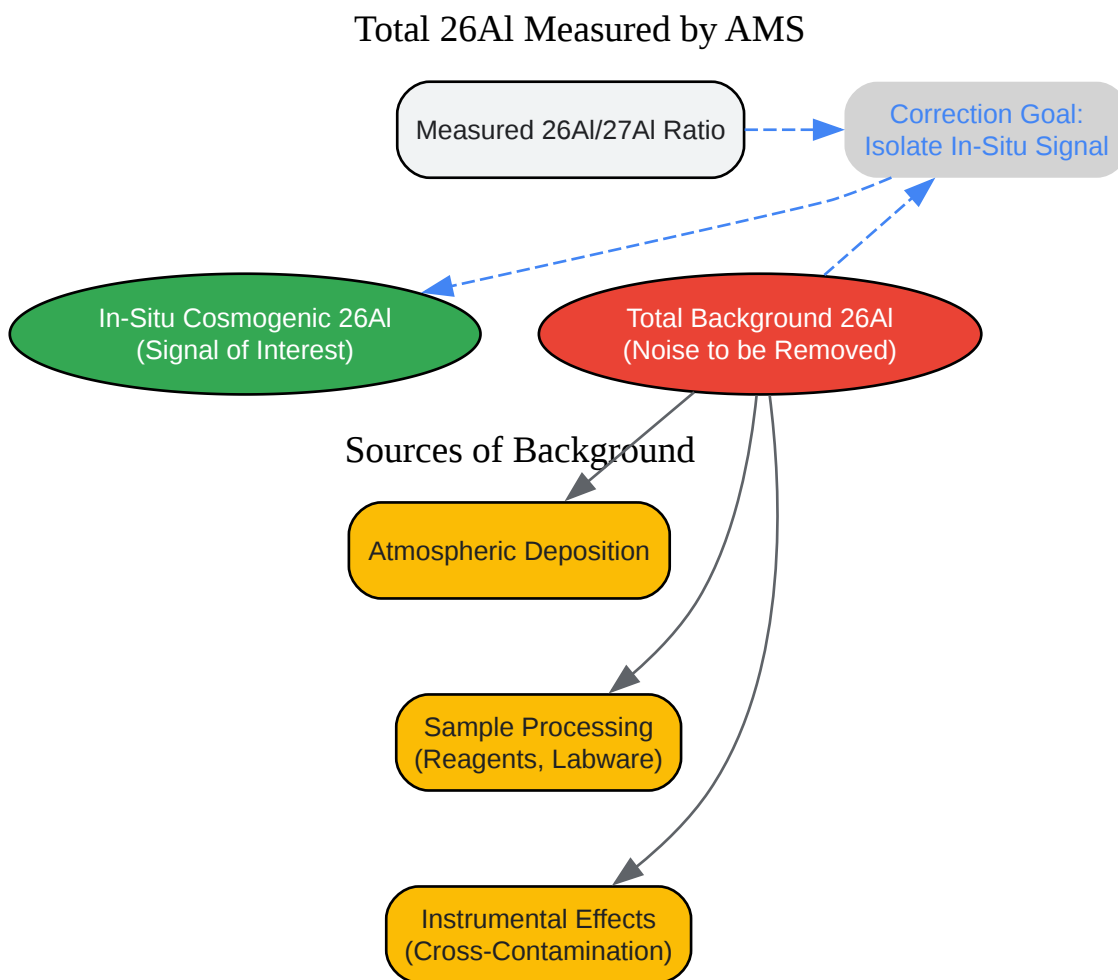 Total 26Al Measured by AMS
Measured 26Al/27Al Ratio
Correction Goal:
Isolate In-Situ Signal
In-Situ Cosmogenic 26Al
(Signal of Interest)
Total Background 26Al
(Noise to be Removed)
Sources of Background
Atmospheric Deposition
Sample Processing
(Reagents, Labware)
Instrumental Effects
(Cross-Contamination)